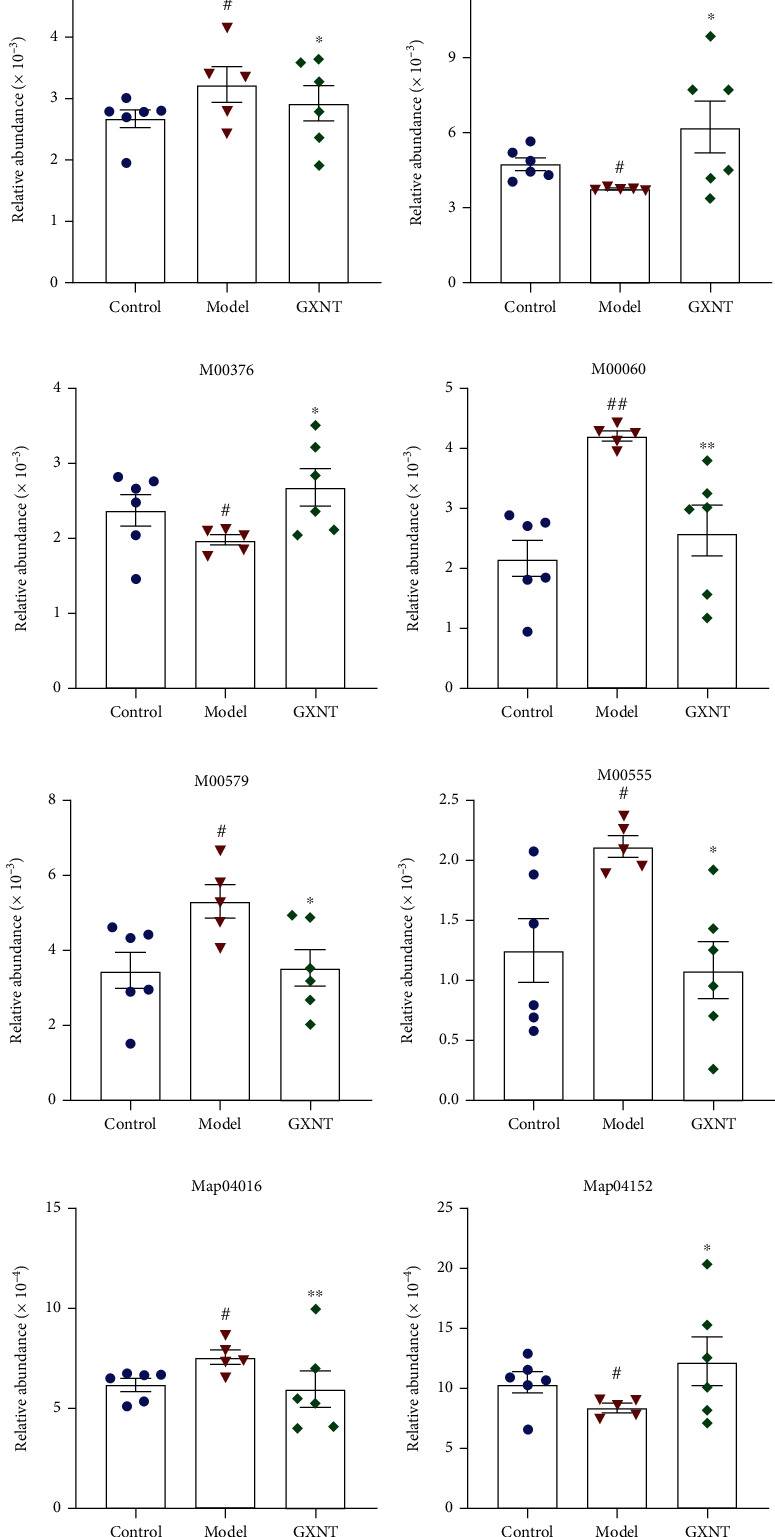 #
*
4
3
2
1
0
Relative abundance (× 10⁻³)
Control Model GXNT
*
#
9
6
3
0
Relative abundance (× 10⁻³)
Control Model GXNT
M00376
*
#
4
3
2
1
0
Relative abundance (× 10⁻³)
Control Model GXNT
M00060
##
**
5
4
3
2
1
0
Relative abundance (× 10⁻³)
Control Model GXNT
M00579
#
*
8
6
4
2
0
Relative abundance (× 10⁻³)
Control Model GXNT
M00555
#
*
2.5
2.0
1.5
1.0
0.5
0.0
Relative abundance (× 10⁻³)
Control Model GXNT
Map04016
#
**
15
10
5
0
Relative abundance (× 10⁻⁴)
Control Model GXNT
Map04152
*
#
25
20
15
10
5
0
Relative abundance (× 10⁻⁴)
Control Model GXNT